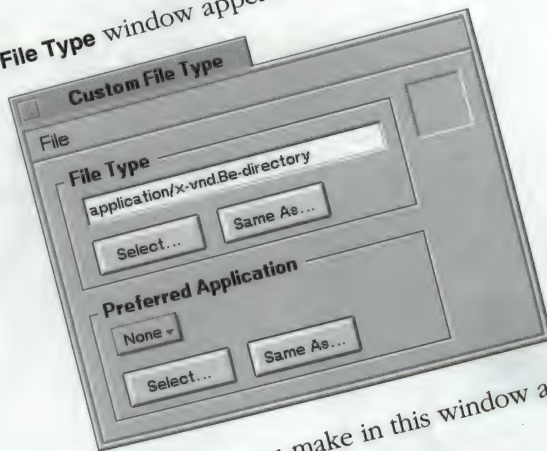 File Type window appea
Custom File Type
File
File Type
application/x-vnd.Be-directory
Select... Same As...
Preferred Application
None
Select... Same As...
make in this window a